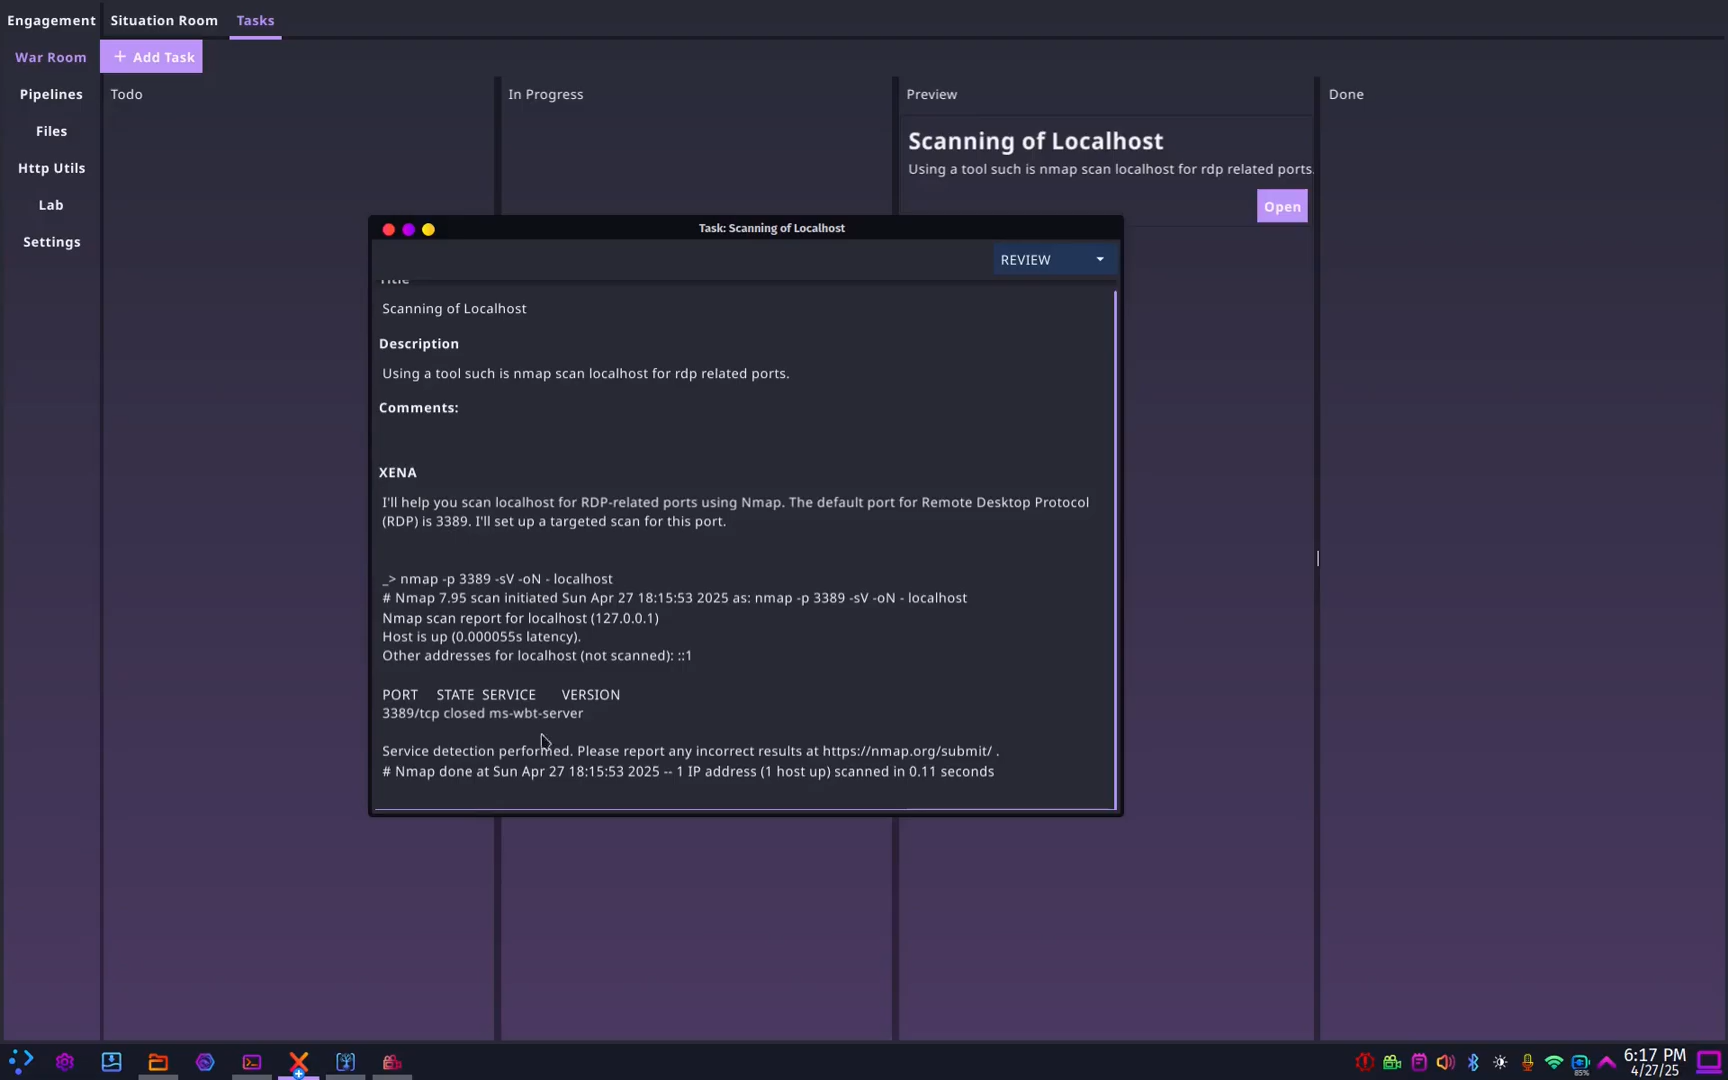 Engagement
Situation Room
Tasks
War Room
+ Add Task
Pipelines
Files
Http Utils
Lab
Settings
Todo
In Progress
Preview
Done
Scanning of Localhost
Using a tool such is nmap scan localhost for rdp related ports.
Open
Task: Scanning of Localhost
REVIEW
Title
Scanning of Localhost
Description
Using a tool such is nmap scan localhost for rdp related ports.
Comments:
XENA
I'll help you scan localhost for RDP-related ports using Nmap. The default port for Remote Desktop Protocol
(RDP) is 3389. I'll set up a targeted scan for this port.
_> nmap -p 3389 -sV -oN - localhost
# Nmap 7.95 scan initiated Sun Apr 27 18:15:53 2025 as: nmap -p 3389 -sV -oN - localhost
Nmap scan report for localhost (127.0.0.1)
Host is up (0.000055s latency).
Other addresses for localhost (not scanned): ::1
PORT STATE SERVICE VERSION
3389/tcp closed ms-wbt-server
Service detection performed. Please report any incorrect results at https://nmap.org/submit/ .
# Nmap done at Sun Apr 27 18:15:53 2025 -- 1 IP address (1 host up) scanned in 0.11 seconds
85%
6:17 PM
4/27/25